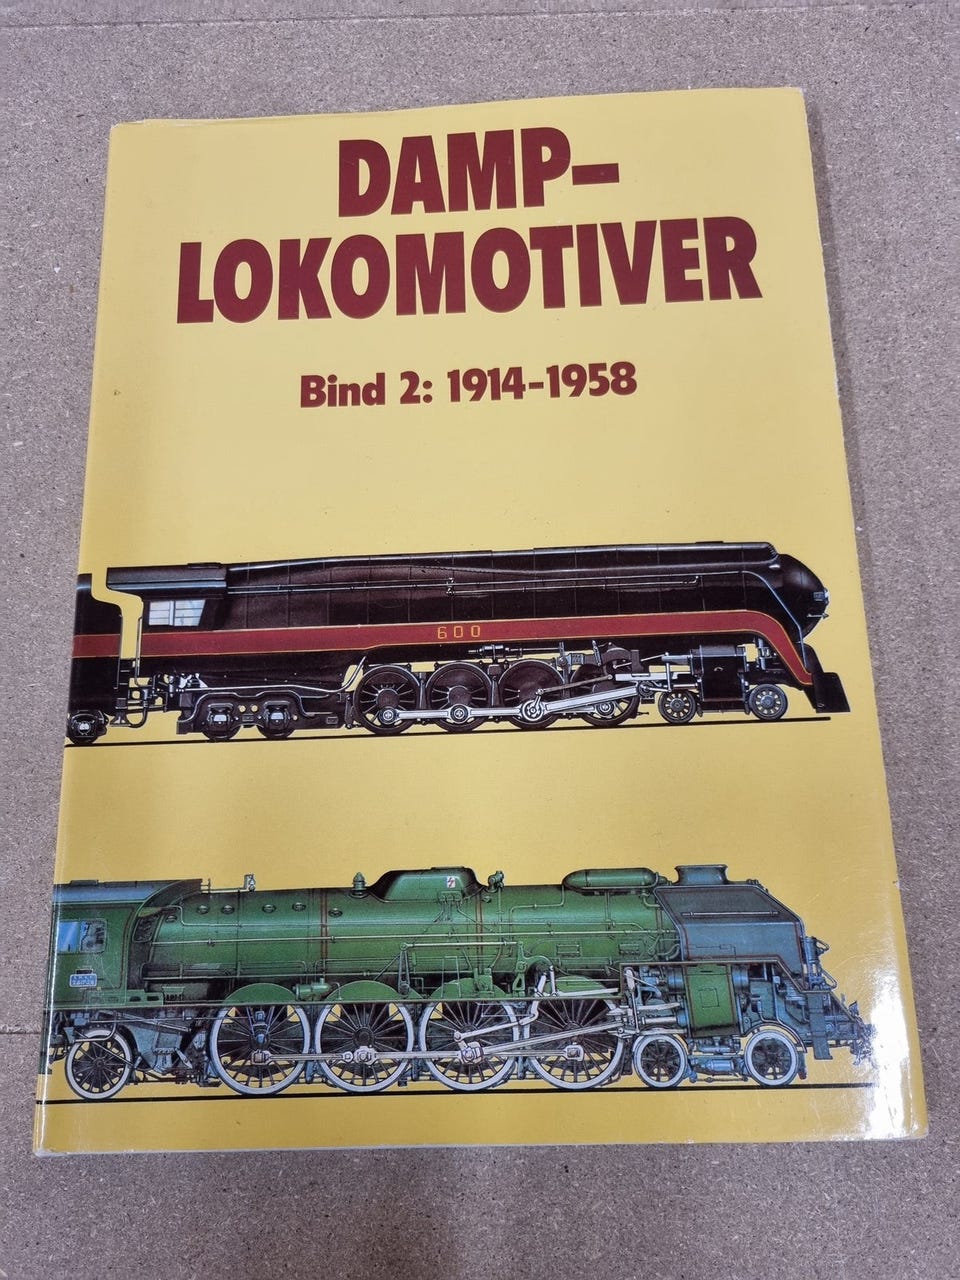 DAMP-
LOKOMOTIVER
Bind 2: 1914-1958
600